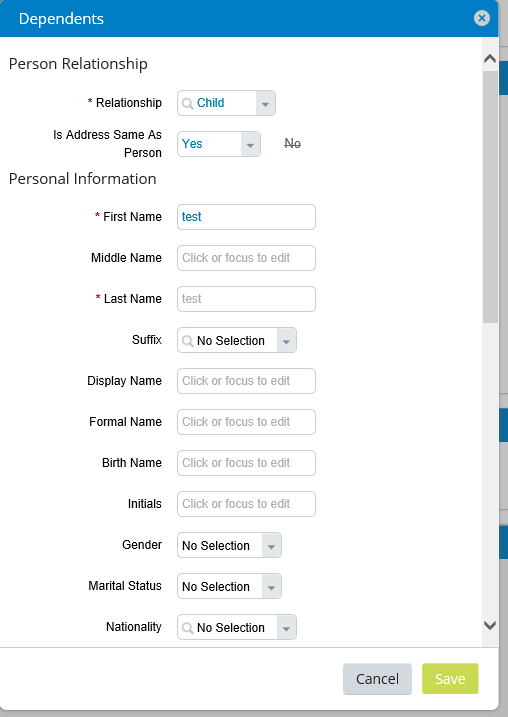 Dependents
Person Relationship
* Relationship Child
Is Address Same As
Person Yes No
Personal Information
* First Name test
Middle Name Click or focus to edit
* Last Name test
Suffix No Selection
Display Name Click or focus to edit
Formal Name Click or focus to edit
Birth Name Click or focus to edit
Initials Click or focus to edit
Gender No Selection
Marital Status No Selection
Nationality No Selection
Cancel Save